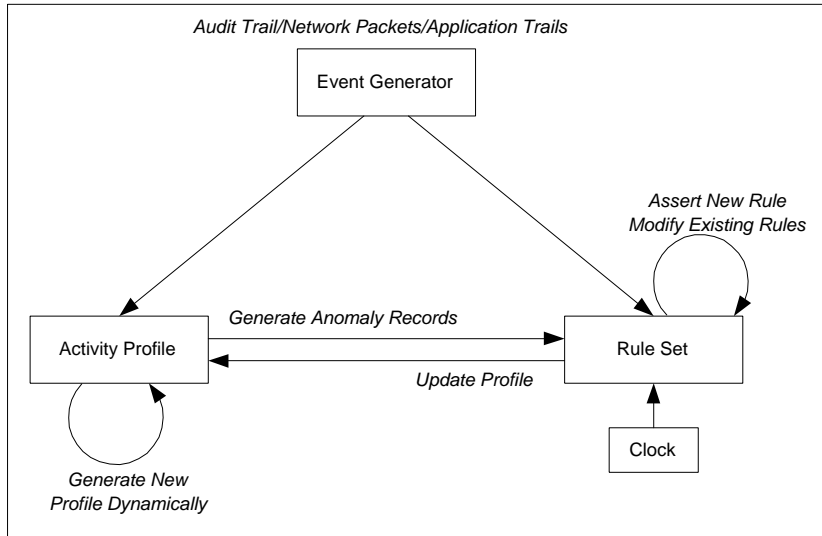 Audit Trail/Network Packets/Application Trails
Event Generator
Assert New Rule
Modify Existing Rules
Generate Anomaly Records
Activity Profile
Rule Set
Update Profile
Clock
Generate New
Profile Dynamically